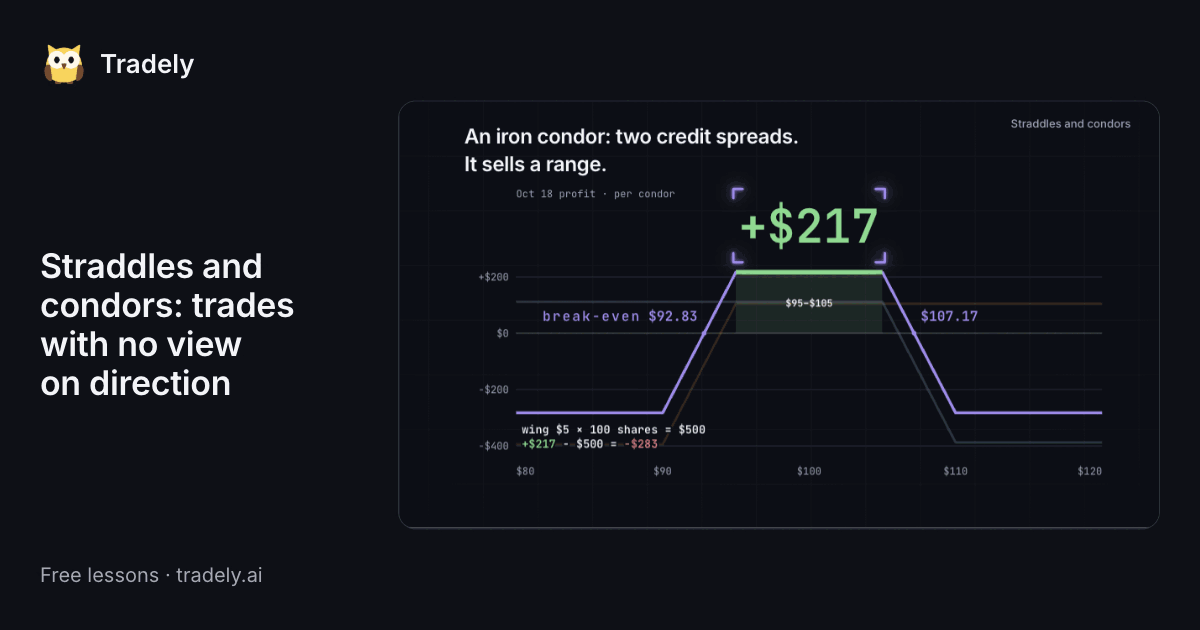 Tradely
Straddles and
condors: trades
with no view
on direction
Free lessons · tradely.ai
Straddles and condors
An iron condor: two credit spreads.
It sells a range.
Oct 18 profit · per condor
+$217
+$200
$95–$105
break-even $92.83
$107.17
$0
-$200
wing $5 × 100 shares = $500
-$400
+$217 - $500 = -$283
$80
$90
$100
$110
$120